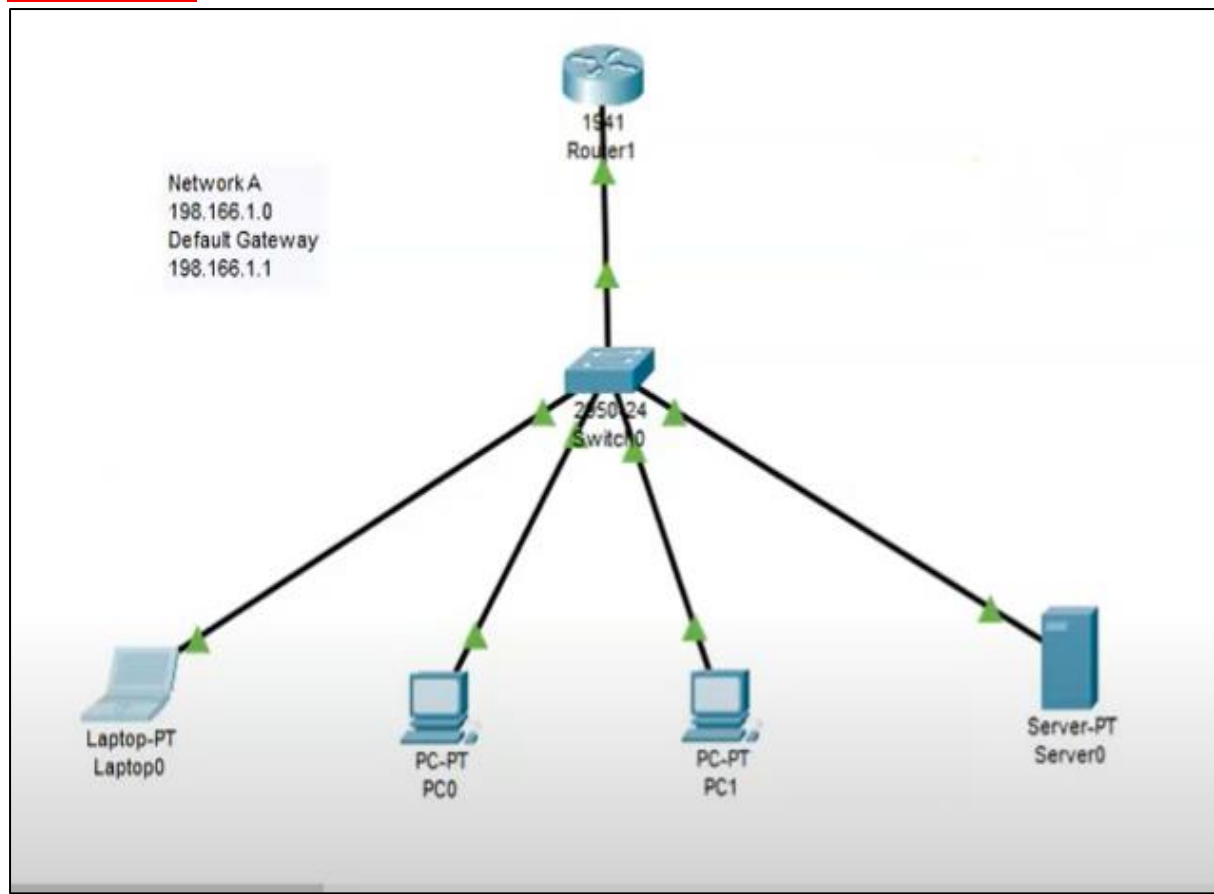 1941
Router1
Network A
198.166.1.0
Default Gateway
198.166.1.1
2950-24
Switch0
Laptop-PT
Laptop0
PC-PT
PC0
PC-PT
PC1
Server-PT
Server0